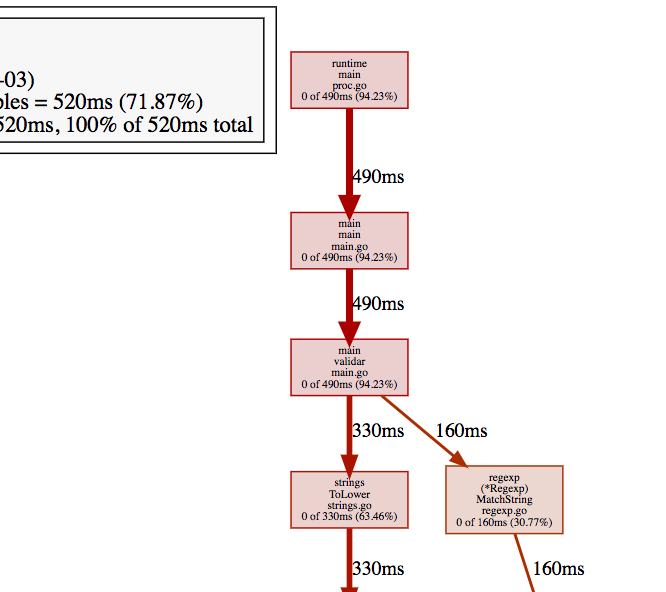 -03)
ples = 520ms (71.87%)
520ms, 100% of 520ms total
runtime
main
proc.go
0 of 490ms (94.23%)
490ms
main
main
main.go
0 of 490ms (94.23%)
490ms
main
validar
main.go
0 of 490ms (94.23%)
330ms
160ms
strings
ToLower
strings.go
0 of 330ms (63.46%)
regexp
(*Regexp)
MatchString
regexp.go
0 of 160ms (30.77%)
330ms
160ms